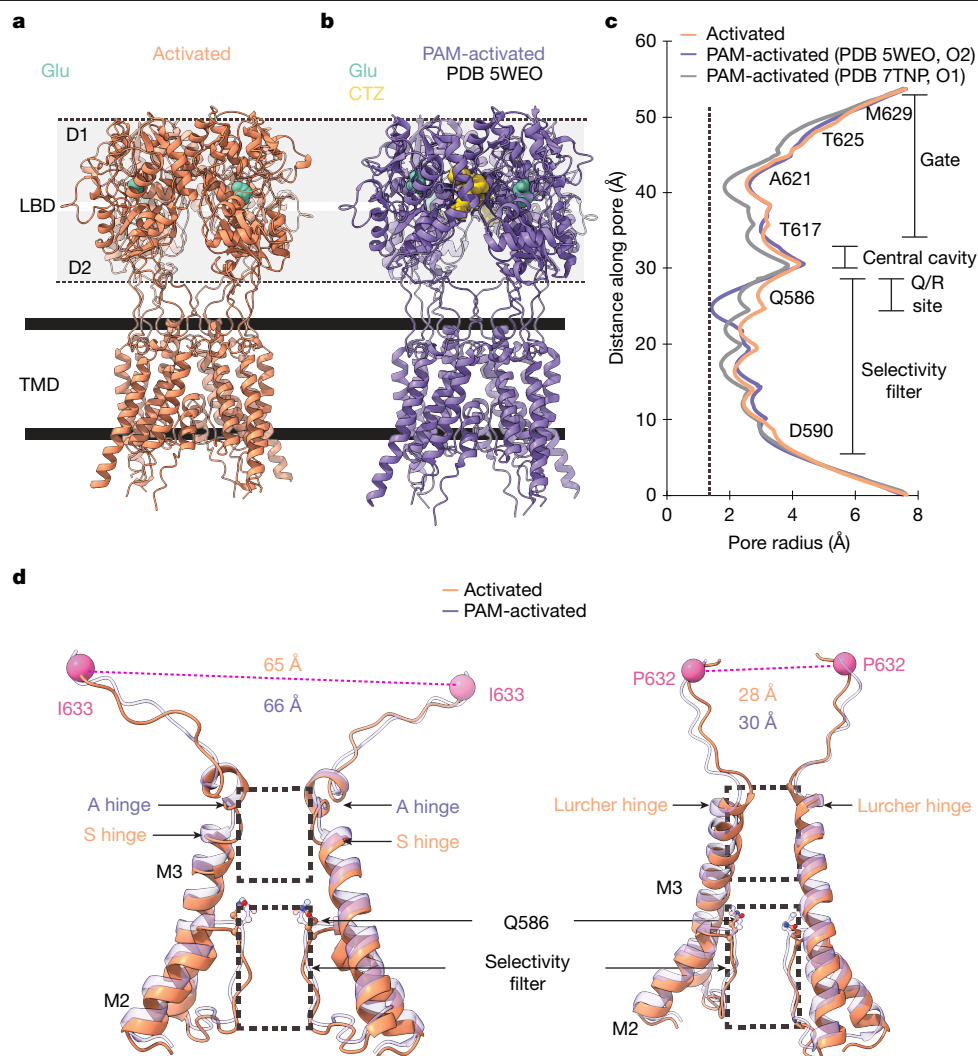 a
Activated
Glu
D1
LBD
D2
TMD
b
PAM-activated
PDB 5WEO
Glu
CTZ
c
Activated
PAM-activated (PDB 5WEO, O2)
PAM-activated (PDB 7TNP, O1)
60
50
40
30
20
10
0
Distance along pore (Å)
0 2 4 6 8
Pore radius (Å)
M629
T625
A621
T617
Q586
D590
Gate
Central cavity
Q/R
site
Selectivity
filter
d
Activated
PAM-activated
65 Å
66 Å
I633
I633
A hinge
A hinge
S hinge
S hinge
M3
M2
Q586
Selectivity
filter
P632
P632
28 Å
30 Å
Lurcher hinge
Lurcher hinge
M3
M2